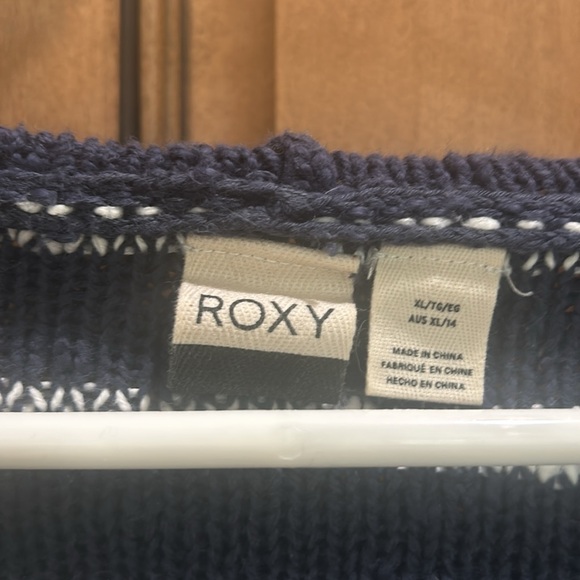 ROXY
XL/TG/EG
AUS XL/14
MADE IN CHINA
FABRIQUÉ EN CHINE
HECHO EN CHINA